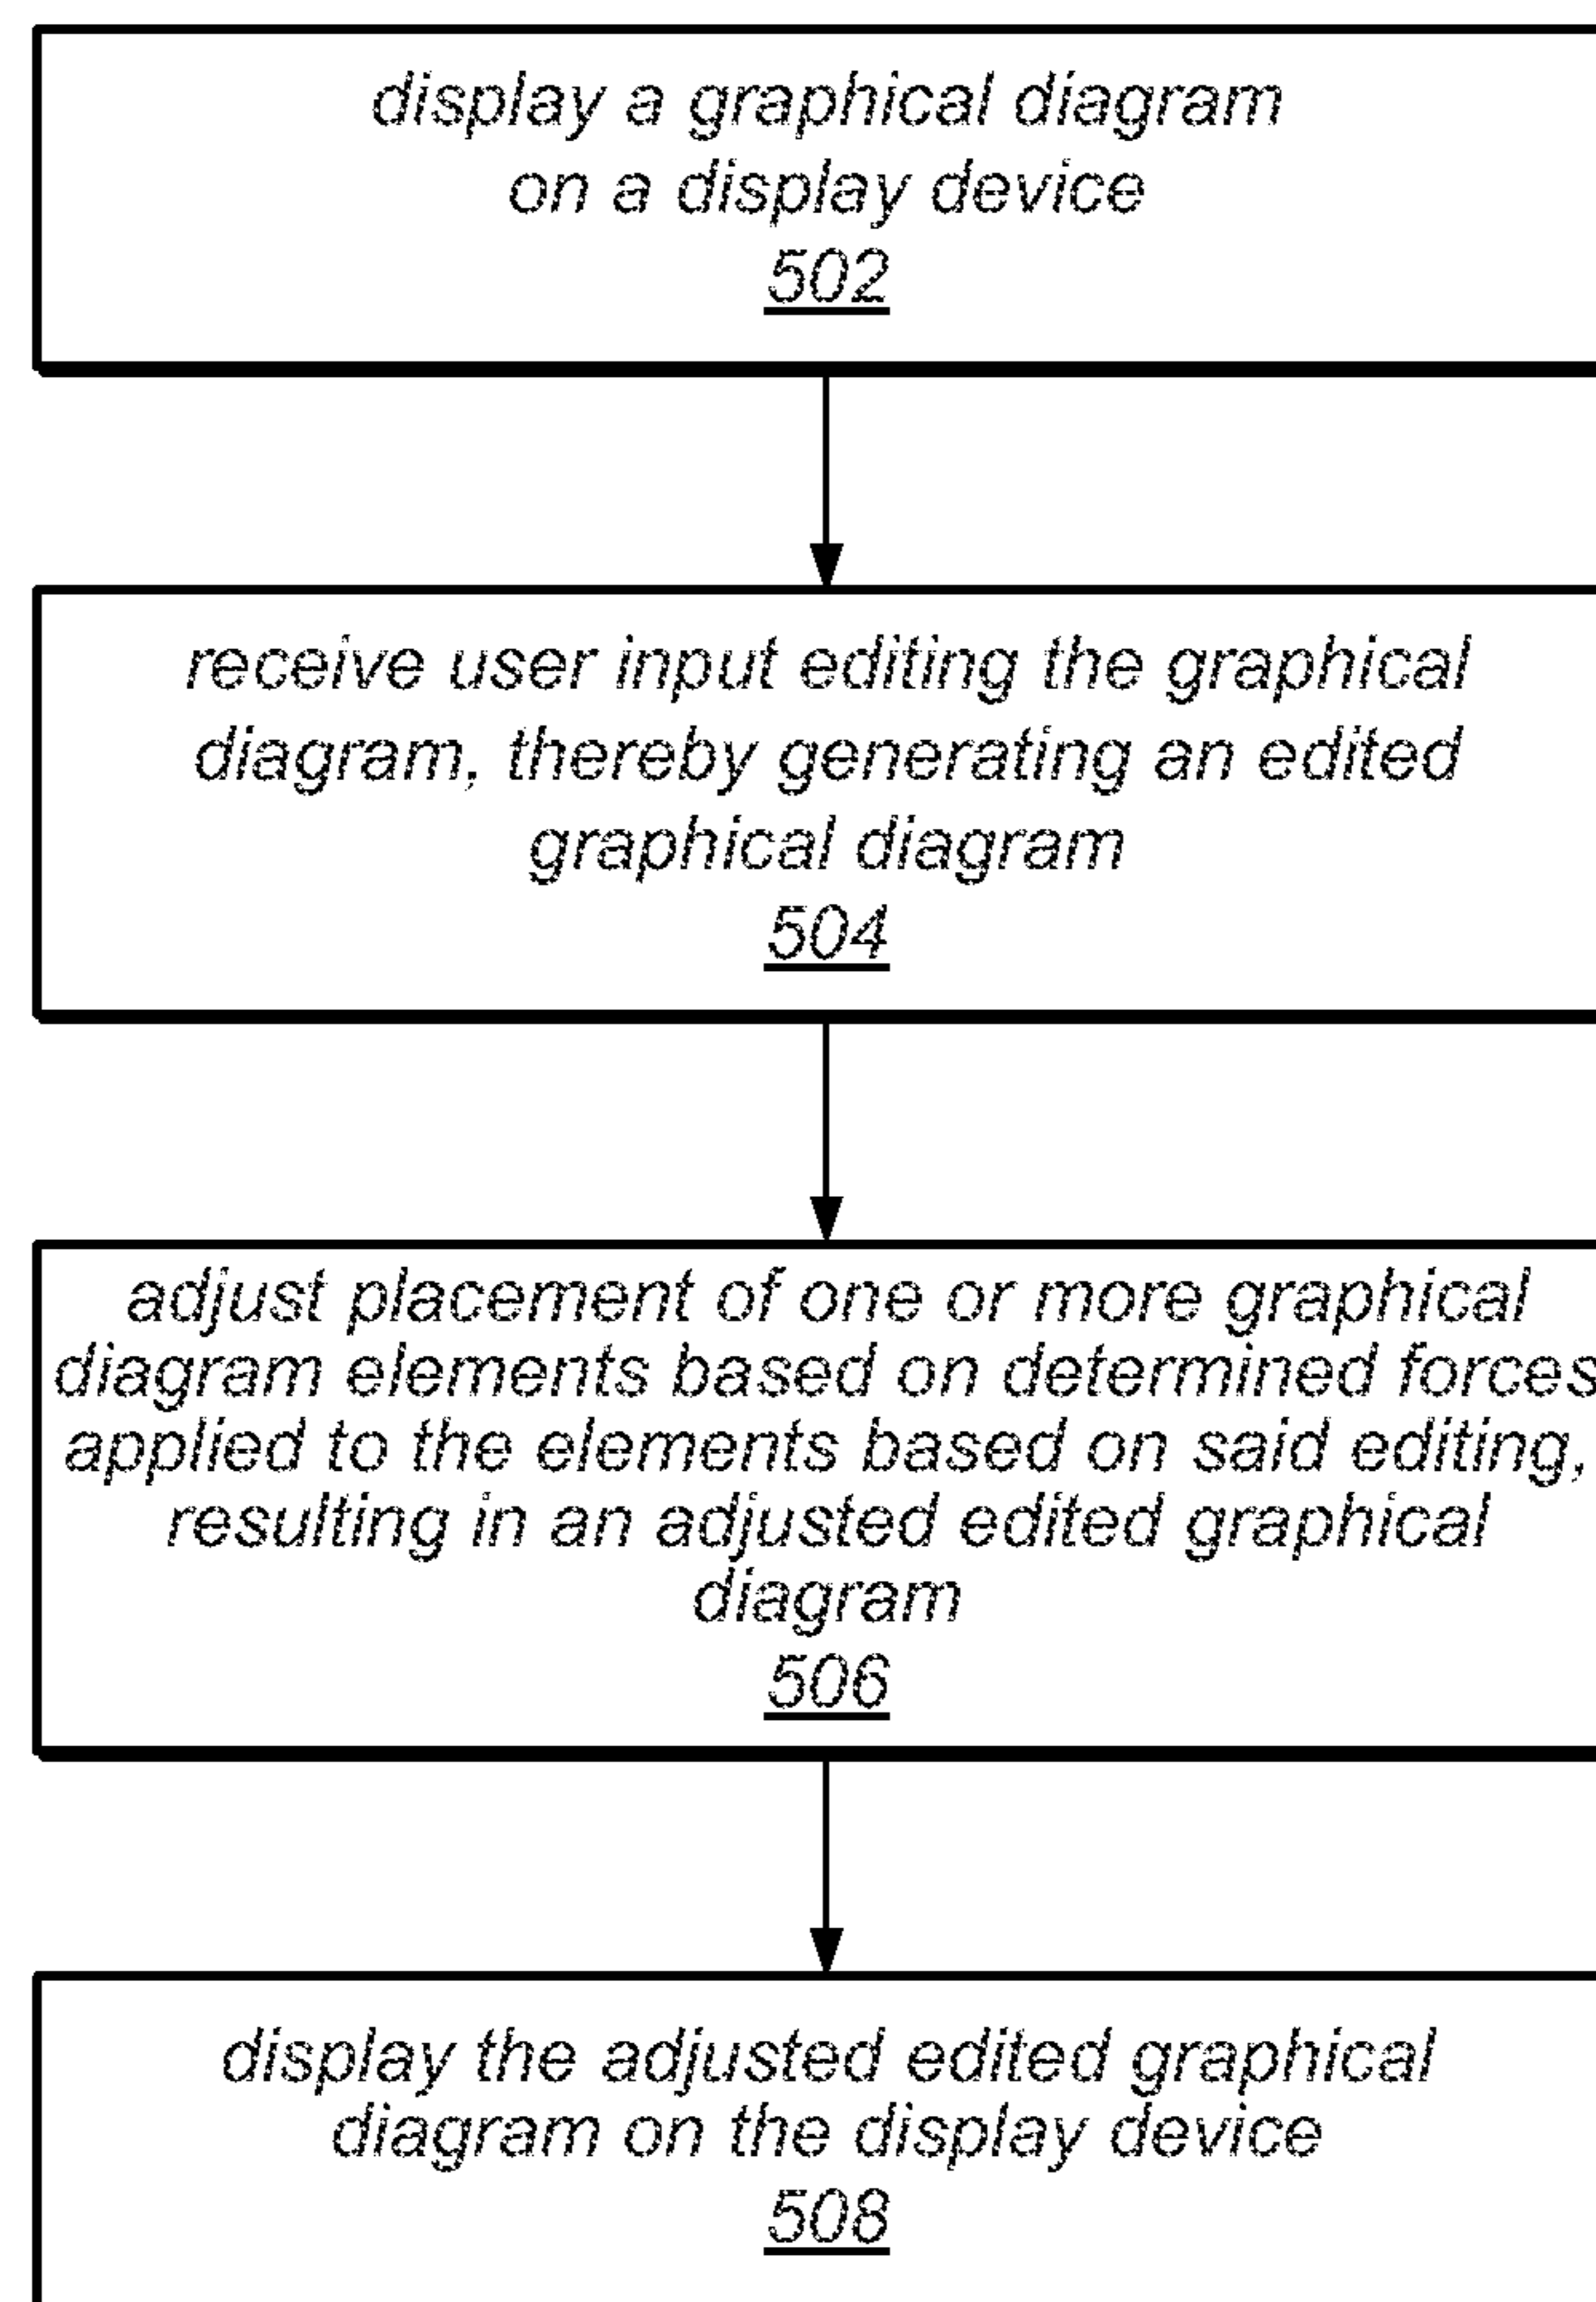 display a graphical diagram
on a display device
502
receive user input editing the graphical
diagram, thereby generating an edited
graphical diagram
504
adjust placement of one or more graphical
diagram elements based on determined forces
applied to the elements based on said editing,
resulting in an adjusted edited graphical
diagram
506
display the adjusted edited graphical
diagram on the display device
508